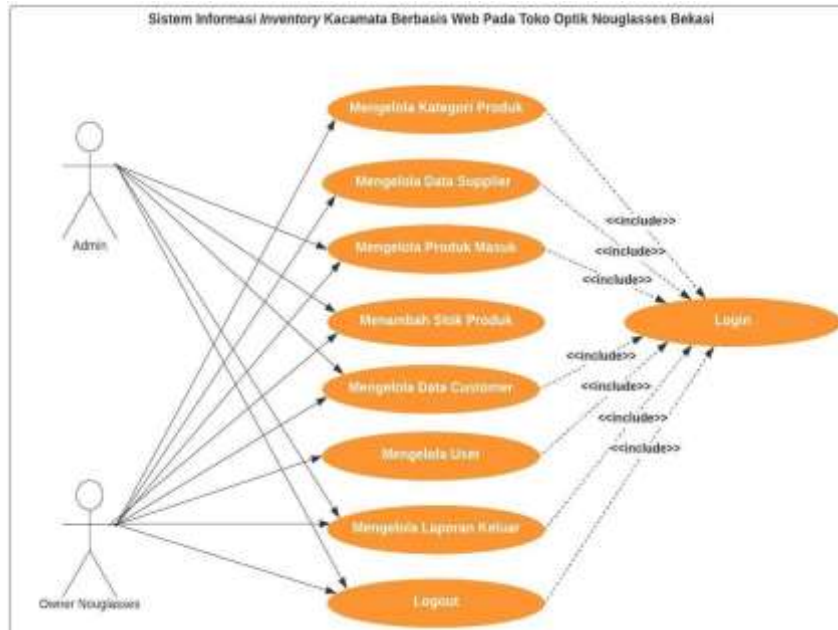 Sistem Informasi Inventory Kacamata Berbasis Web Pada Toko Optik Nouglasses Bekasi
Mengelola Kategori Produk
Mengelola Data Supplier
<<include>>
Admin
Mengelola Produk Masuk
<<include>>
<<include>>
Menambah Stok Produk
Login
<<include>>
Mengelola Data Customer
<<include>>
<<include>>
Mengelola User
<<include>>
Mengelola Laporan Keluar
Owner Nouglasses
Logout